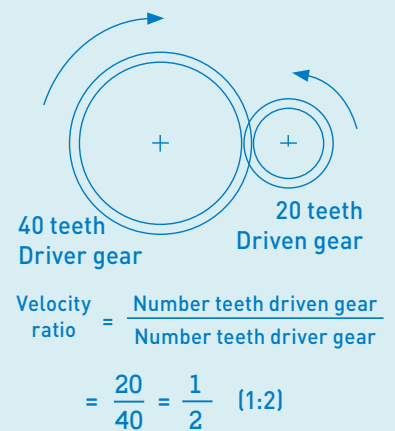 40 teeth
Driver gear
20 teeth
Driven gear
Velocity ratio = Number teeth driven gear / Number teeth driver gear
= 20/40 = 1/2 (1:2)